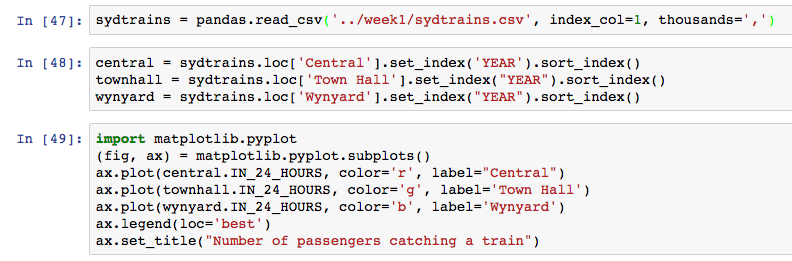 In [47]: sydtrains = pandas.read_csv('../week1/sydtrains.csv', index_col=1, thousands=',')
In [48]: central = sydtrains.loc['Central'].set_index('YEAR').sort_index()
townhall = sydtrains.loc['Town Hall'].set_index("YEAR").sort_index()
wynyard = sydtrains.loc['Wynyard'].set_index("YEAR").sort_index()
In [49]: import matplotlib.pyplot
(fig, ax) = matplotlib.pyplot.subplots()
ax.plot(central.IN_24_HOURS, color='r', label="Central")
ax.plot(townhall.IN_24_HOURS, color='g', label='Town Hall')
ax.plot(wynyard.IN_24_HOURS, color='b', label='Wynyard')
ax.legend(loc='best')
ax.set_title("Number of passengers catching a train")